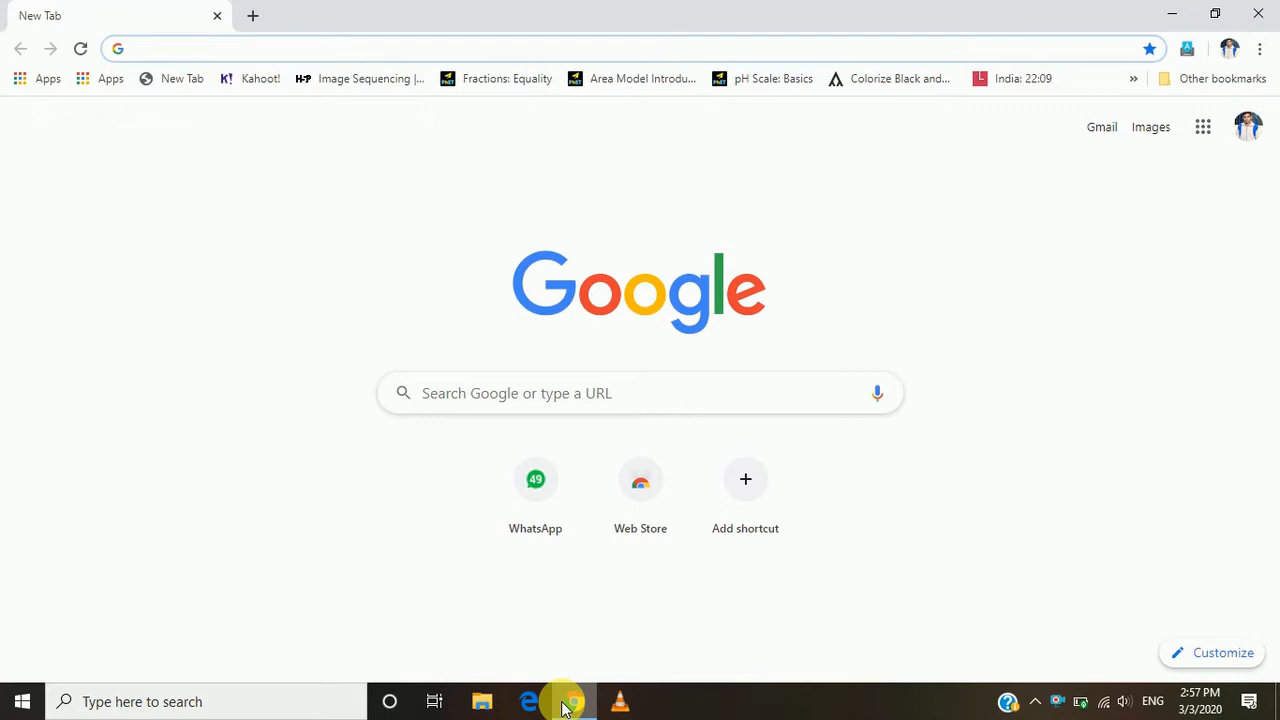 New Tab
Apps Apps New Tab Kahoot! Image Sequencing |... Fractions: Equality Area Model Introdu... pH Scale: Basics Colorize Black and... India: 22:09 » Other bookmarks
Gmail Images
Google
Search Google or type a URL
49
WhatsApp Web Store Add shortcut
Customize
Type here to search
ENG
2:57 PM
3/3/2020